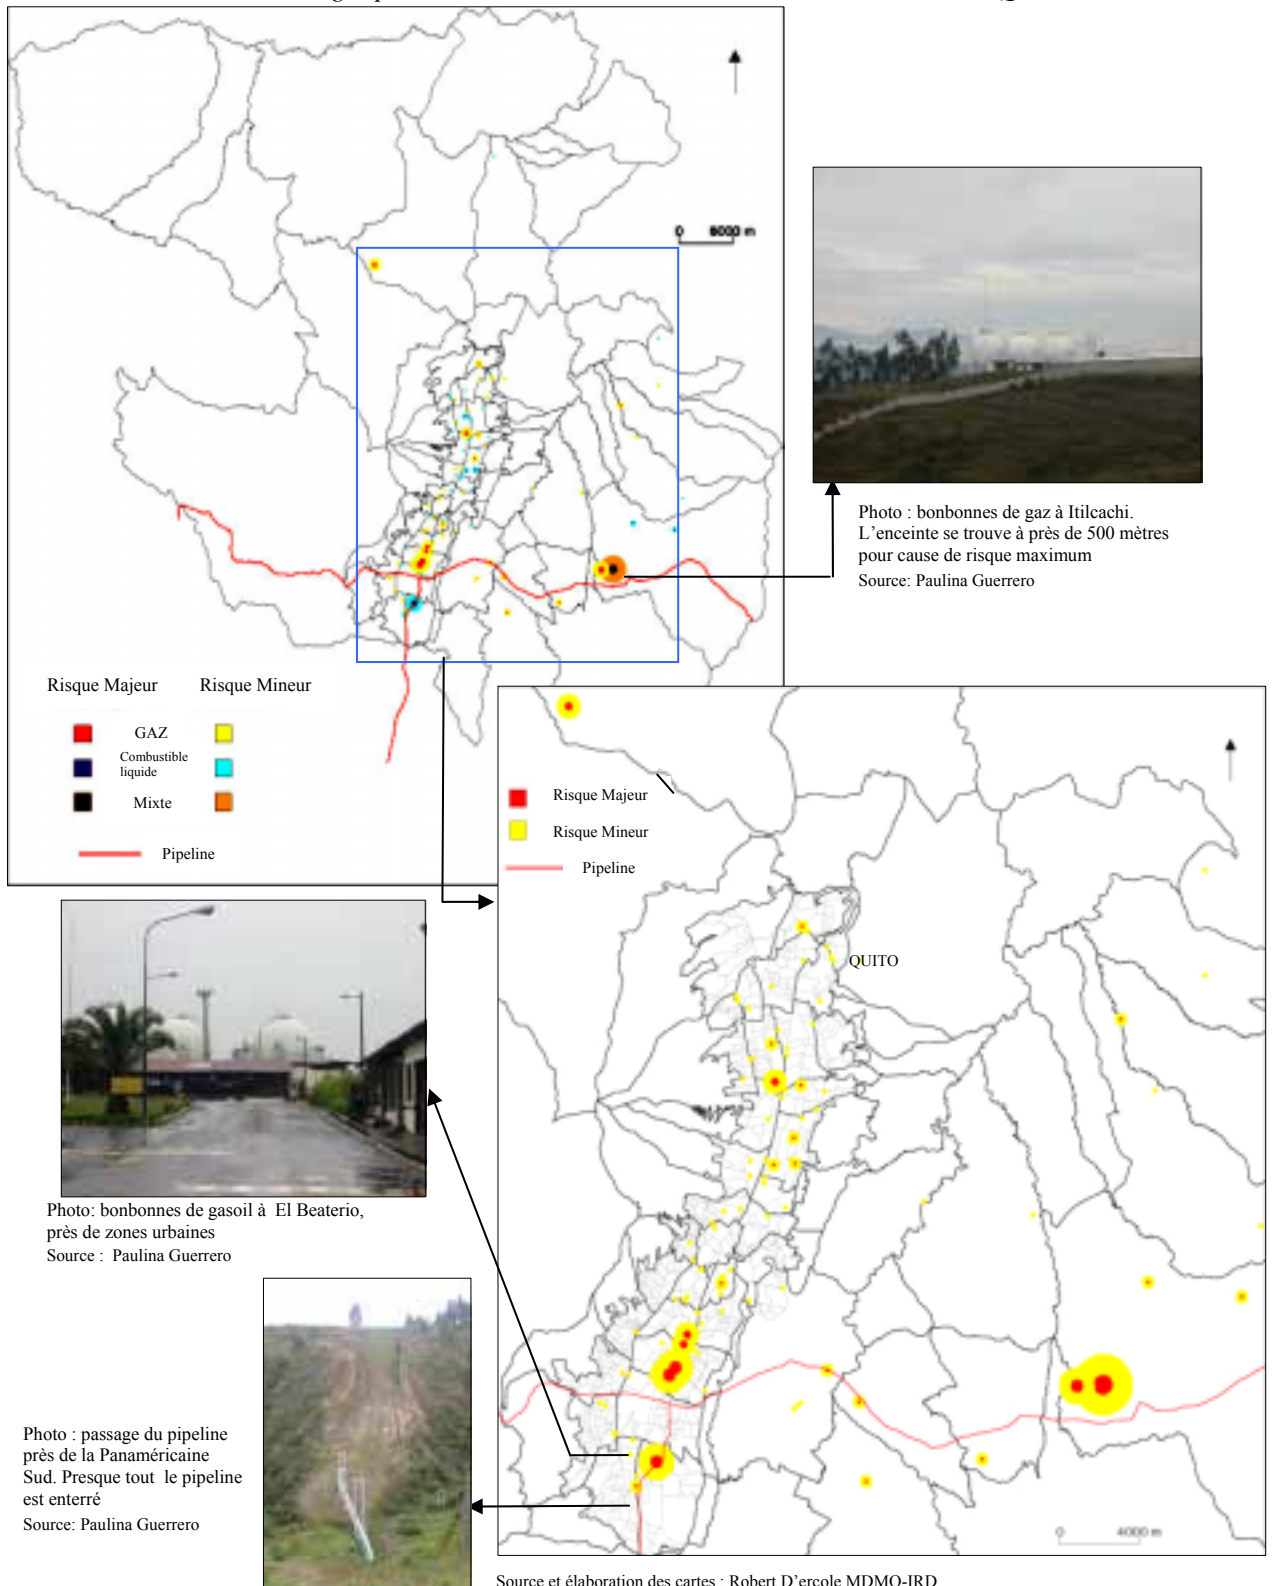 0 6000 m
Photo : bonbonnes de gaz à Itilcachi.
L'enceinte se trouve à près de 500 mètres
pour cause de risque maximum
Source: Paulina Guerrero
Risque Majeur Risque Mineur
GAZ
Combustible
liquide
Mixte
Pipeline
Risque Majeur
Risque Mineur
Pipeline
QUITO
Photo: bonbonnes de gasoil à El Beaterio,
près de zones urbaines
Source : Paulina Guerrero
Photo : passage du pipeline
près de la Panaméricaine
Sud. Presque tout le pipeline
est enterré
Source: Paulina Guerrero
0 4000 m
Source et élaboration des cartes : Robert D'ercole MDMQ-IRD